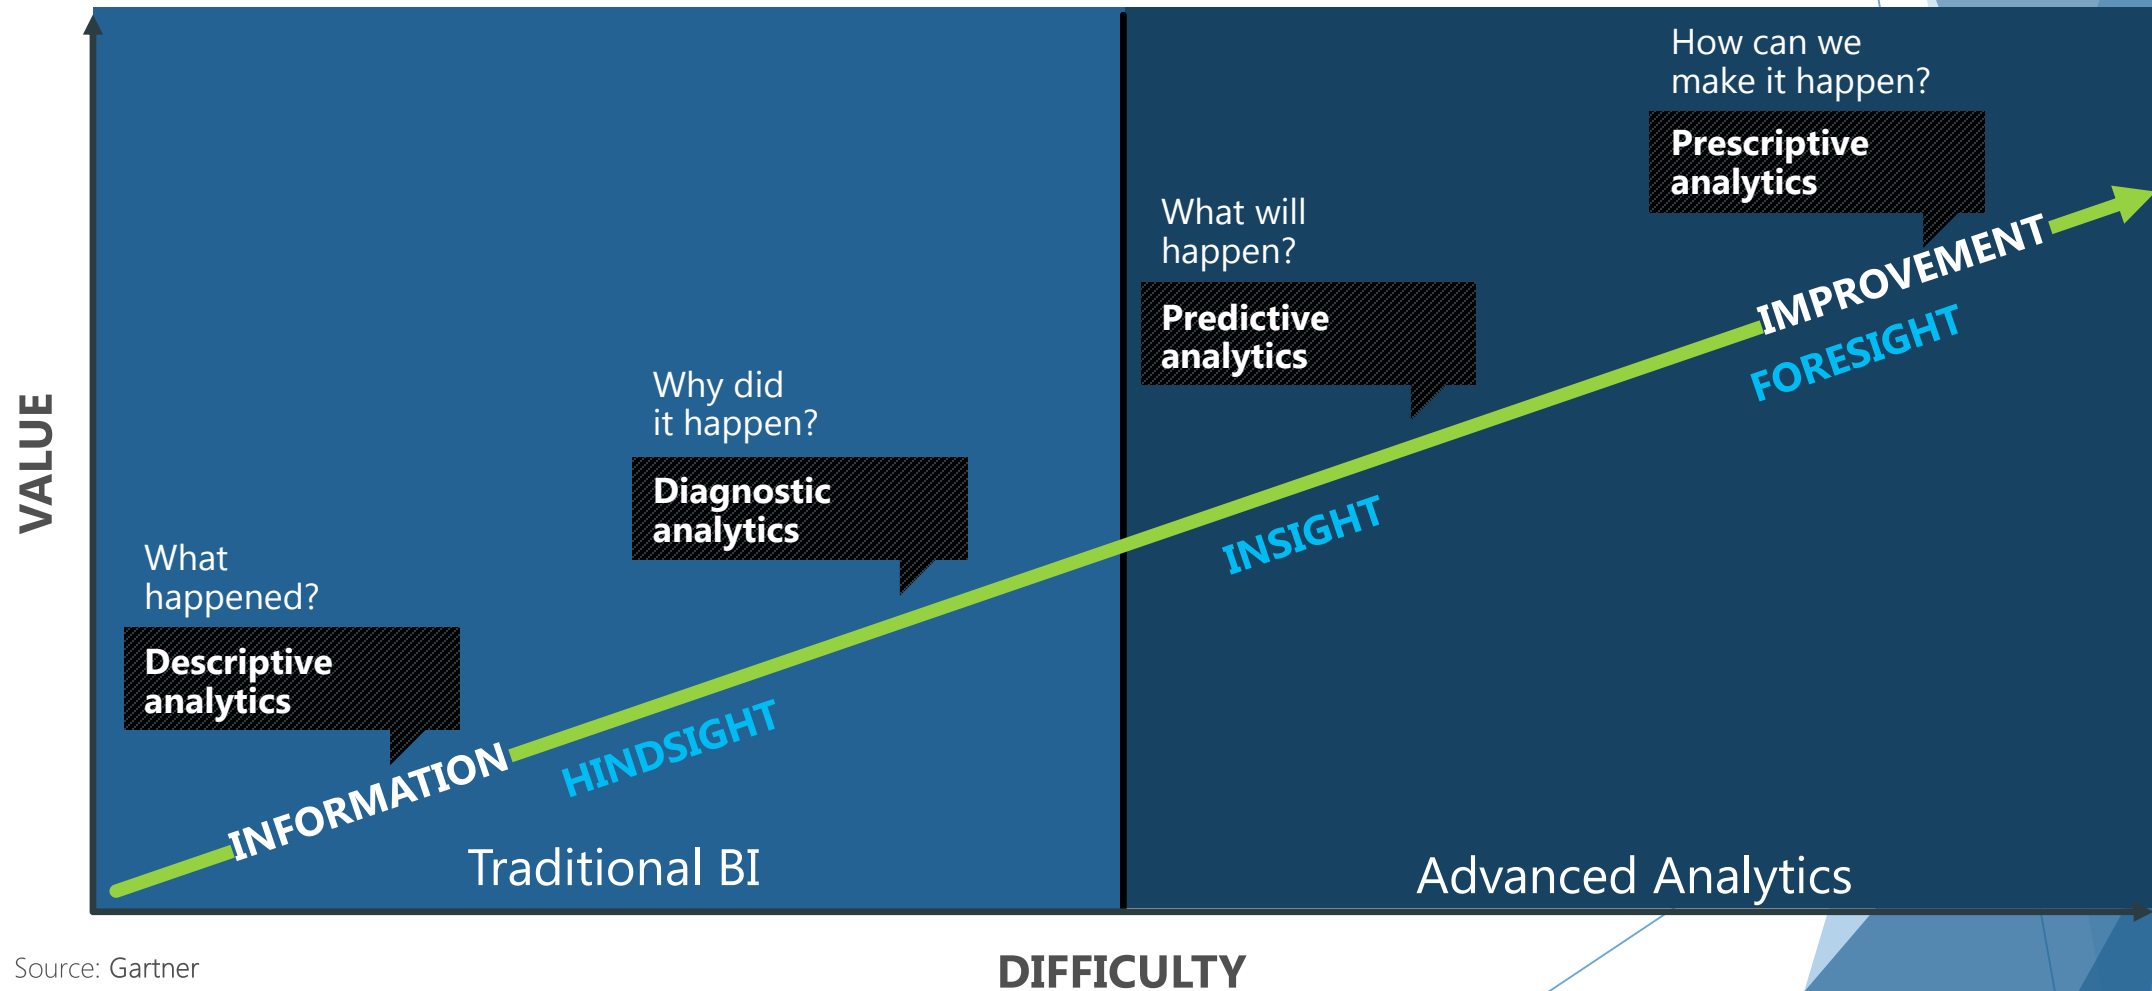 How can we
make it happen?
Prescriptive
analytics
What will
happen?
Predictive
analytics
IMPROVEMENT
FORESIGHT
Why did
it happen?
Diagnostic
analytics
INSIGHT
VALUE
What
happened?
Descriptive
analytics
INFORMATION
HINDSIGHT
Traditional BI
Advanced Analytics
DIFFICULTY
Source: Gartner